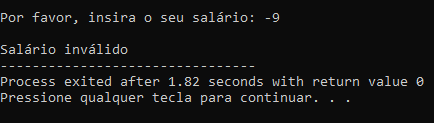 Por favor, insira o seu salário: -9
Salário inválido
--------------------------------
Process exited after 1.82 seconds with return value 0
Pressione qualquer tecla para continuar. . .